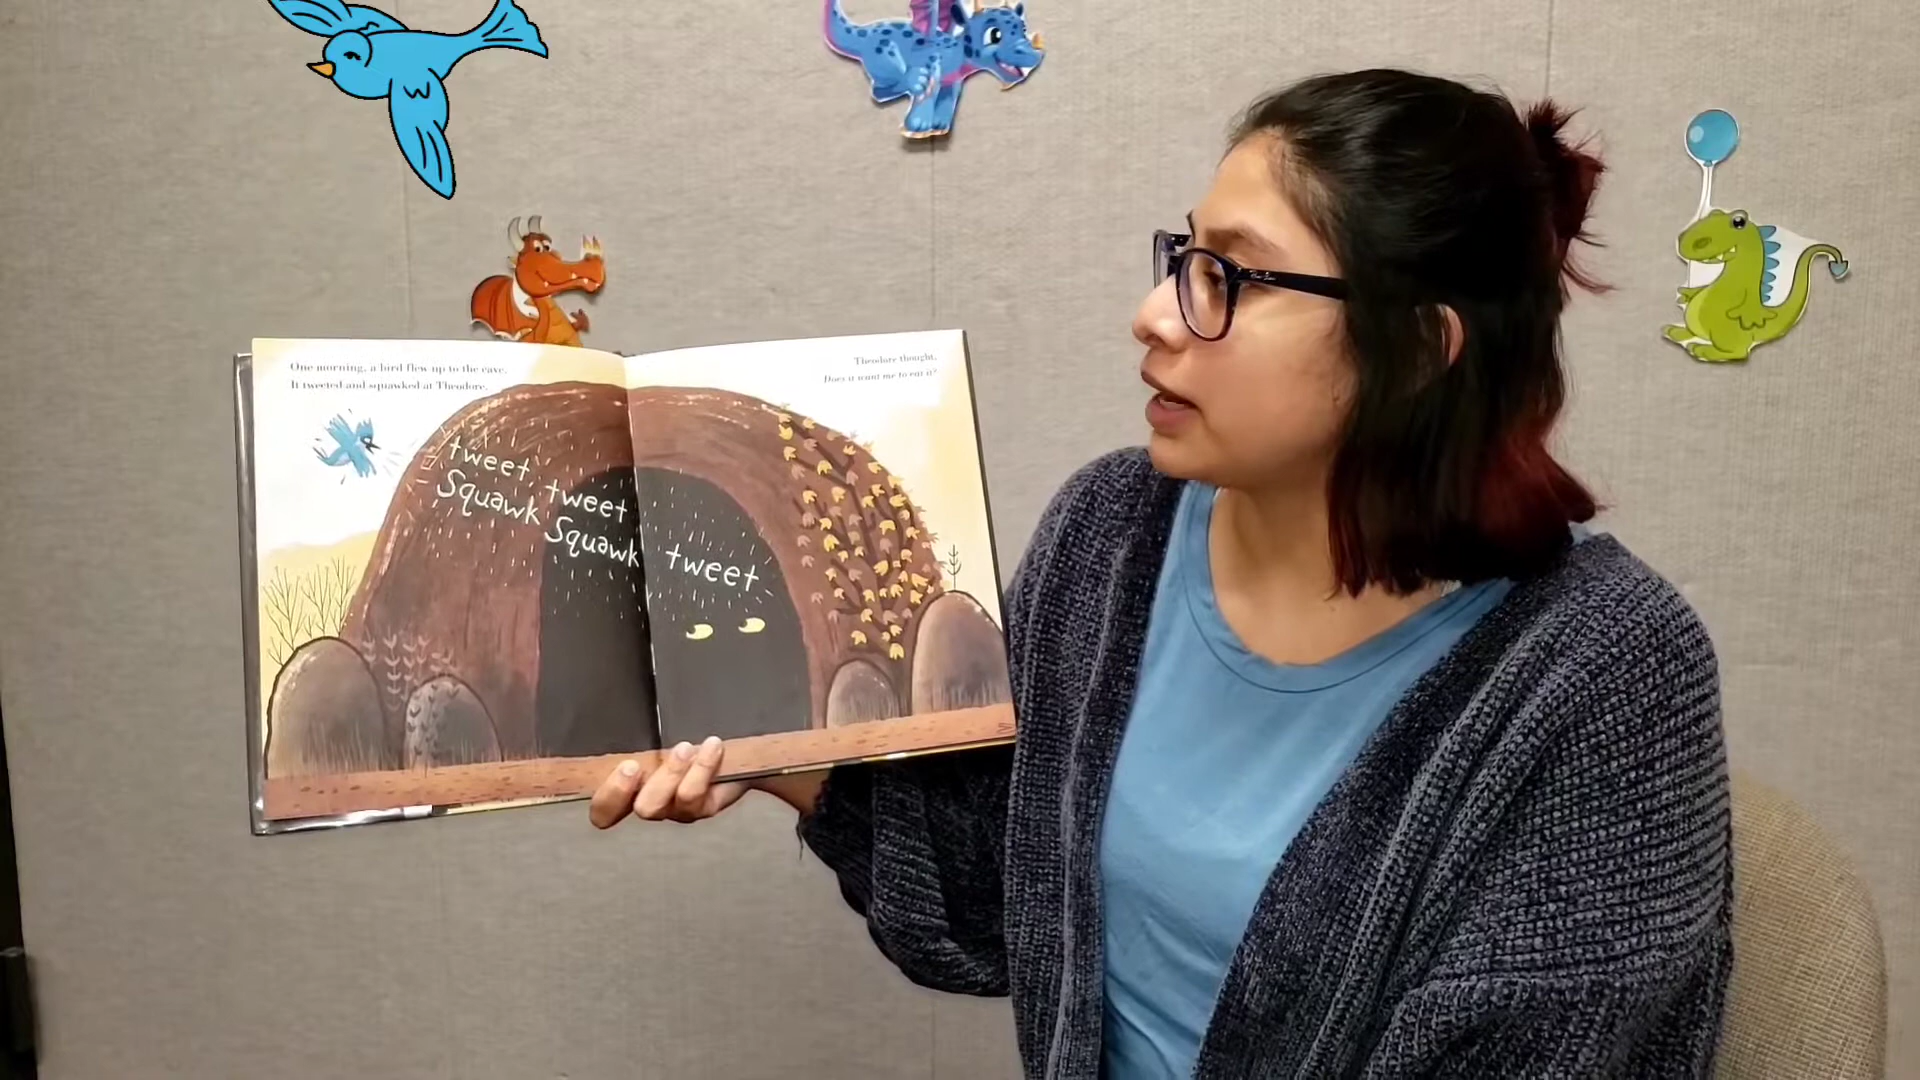 One morning, a bird flew up to the cave.
It tweeted and squawked at Theodore.
Theodore thought,
Does it want me to eat it?
tweet
Squawk
tweet
Squawk
tweet